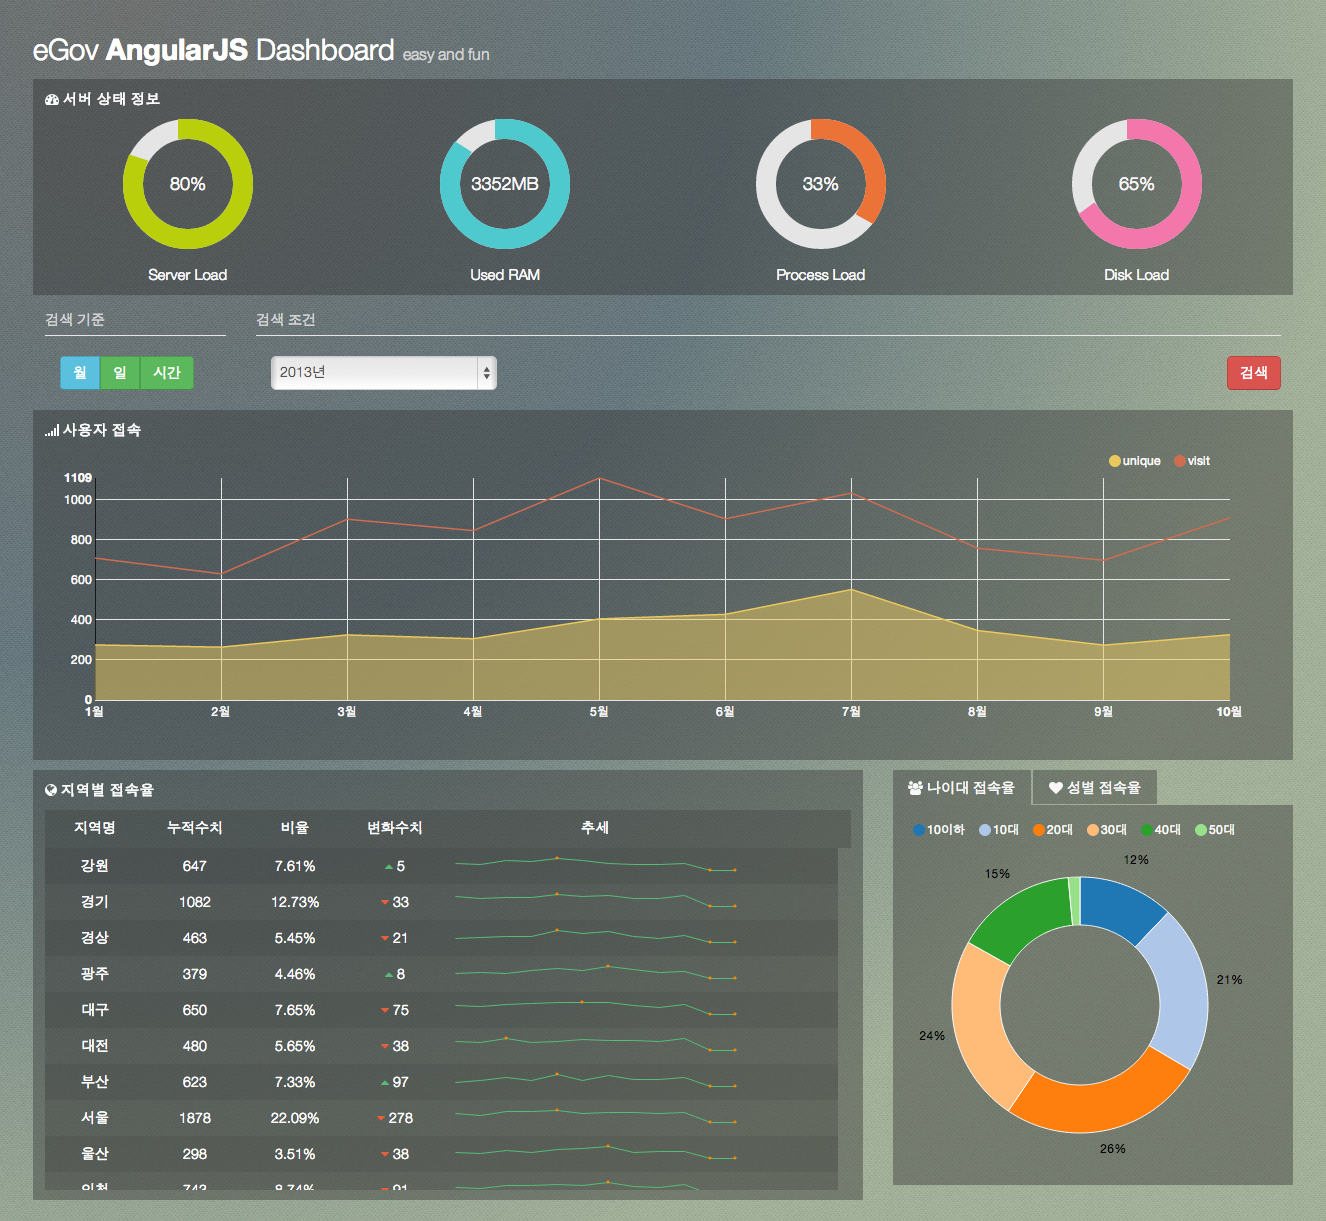 eGov AngularJS Dashboard easy and fun
서버 상태 정보
80% 3352MB 33% 65%
Server Load Used RAM Process Load Disk Load
검색 기준 검색 조건
월 일 시간 2013년 검색
사용자 접속
unique visit
1109
1000
800
600
400
200
0
1월 2월 3월 4월 5월 6월 7월 8월 9월 10월
지역별 접속율
지역명 누적수치 비율 변화수치 추세
강원 647 7.61% 5
경기 1082 12.73% 33
경상 463 5.45% 21
광주 379 4.46% 8
대구 650 7.65% 75
대전 480 5.65% 38
부산 623 7.33% 97
서울 1878 22.09% 278
울산 298 3.51% 38
인천 743 8.74% 91
나이대 접속율 성별 접속율
10이하 10대 20대 30대 40대 50대
12%
15%
21%
24%
26%